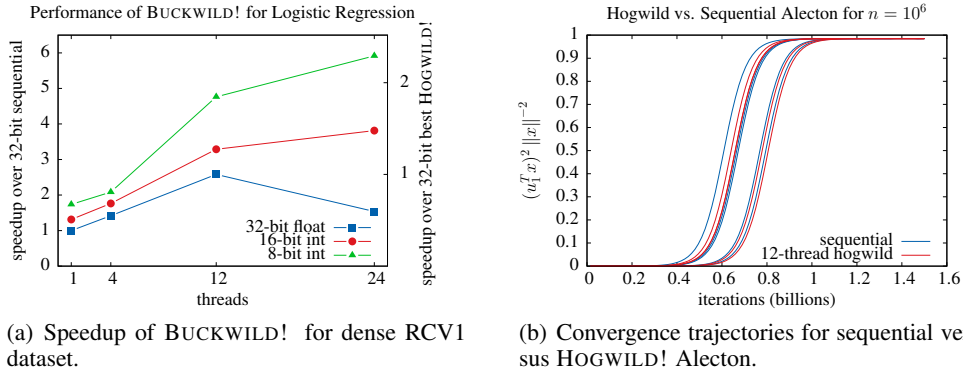 Performance of BUCKWILD! for Logistic Regression
speedup over 32-bit sequential
6
5
4
3
2
1
0
1
4
12
24
threads
2
1
speedup over 32-bit best HOGWILD!
32-bit float
16-bit int
8-bit int
(a) Speedup of BUCKWILD! for dense RCV1
dataset.
Hogwild vs. Sequential Alecton for n = 10⁶
(u₁ᵀx)² ‖x‖⁻²
1
0.9
0.8
0.7
0.6
0.5
0.4
0.3
0.2
0.1
0
0
0.2
0.4
0.6
0.8
1
1.2
1.4
1.6
iterations (billions)
sequential
12-thread hogwild
(b) Convergence trajectories for sequential ve
sus HOGWILD! Alecton.